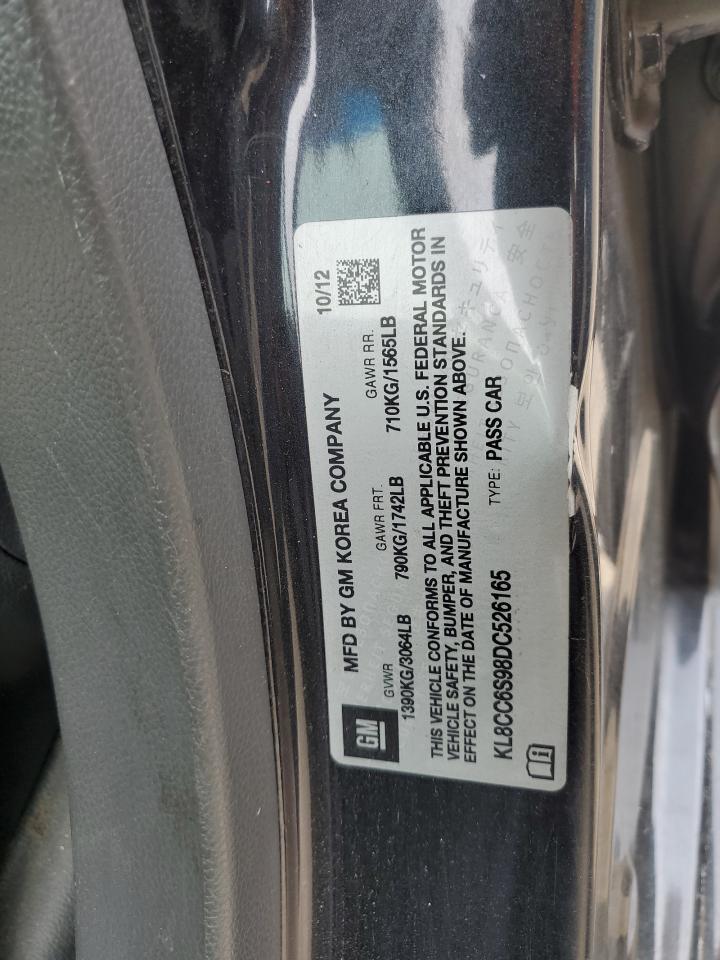 GM
MFD BY GM KOREA COMPANY
10/12
GVWR
GAWR FRT.
GAWR RR.
1390KG/3064LB
790KG/1742LB
710KG/1565LB
THIS VEHICLE CONFORMS TO ALL APPLICABLE U.S. FEDERAL MOTOR
VEHICLE SAFETY, BUMPER, AND THEFT PREVENTION STANDARDS IN
EFFECT ON THE DATE OF MANUFACTURE SHOWN ABOVE.
KL8CC6S98DC526165
TYPE: PASS CAR